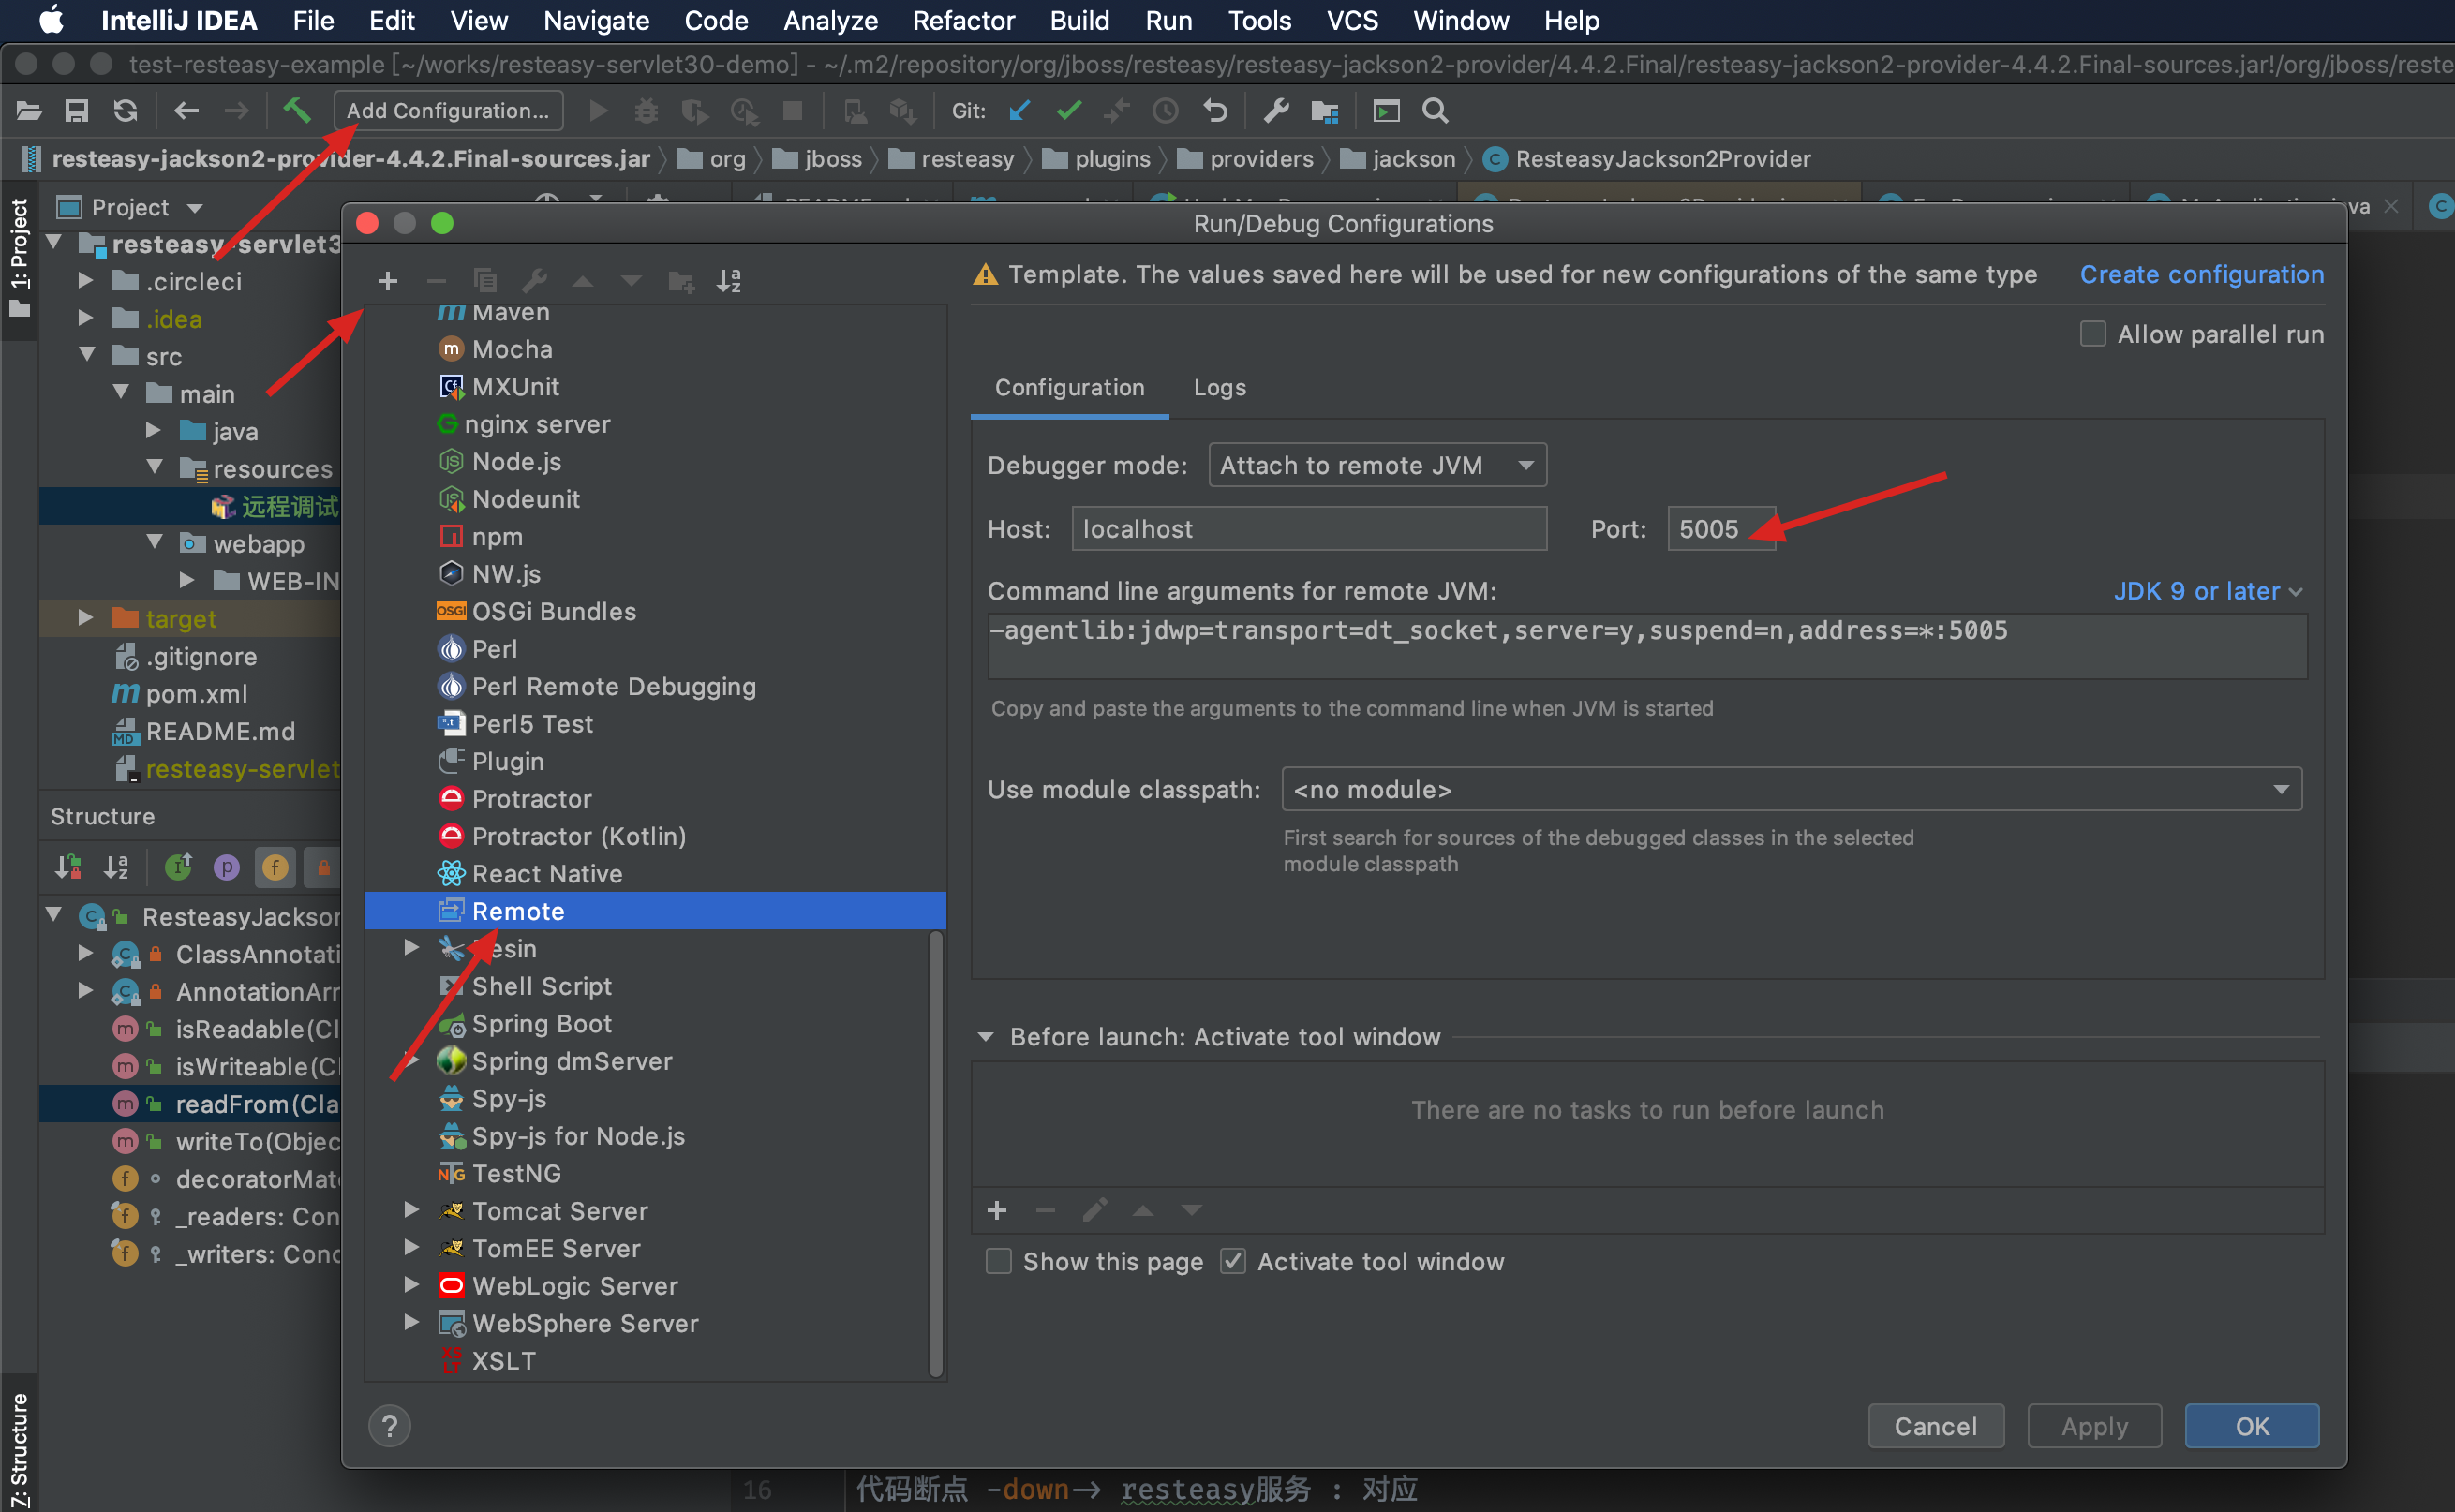 IntelliJ IDEA File Edit View Navigate Code Analyze Refactor Build Run Tools VCS Window Help
test-resteasy-example [~/works/resteasy-servlet30-demo] - ~/.m2/repository/org/jboss/resteasy/resteasy-jackson2-provider/4.4.2.Final/resteasy-jackson2-provider-4.4.2.Final-sources.jar!/org/jboss/reste
Add Configuration... Git:
resteasy-jackson2-provider-4.4.2.Final-sources.jar org jboss resteasy plugins providers jackson ResteasyJackson2Provider
1: Project
Project
resteasy-servlet3
.circleci
.idea
src
main
java
resources
远程调试
webapp
WEB-IN
target
.gitignore
pom.xml
README.md
resteasy-servlet
Structure
ResteasyJackson
ClassAnnotati
AnnotationArr
isReadable(Cl
isWriteable(Cl
readFrom(Cla
writeTo(Objec
decoratorMat
_readers: Con
_writers: Conc
Z: Structure
Run/Debug Configurations
Maven
Mocha
MXUnit
nginx server
Node.js
Nodeunit
npm
NW.js
OSGi Bundles
Perl
Perl Remote Debugging
Perl5 Test
Plugin
Protractor
Protractor (Kotlin)
React Native
Remote
esin
Shell Script
Spring Boot
Spring dmServer
Spy-js
Spy-js for Node.js
TestNG
Tomcat Server
TomEE Server
WebLogic Server
WebSphere Server
XSLT
Template. The values saved here will be used for new configurations of the same type Create configuration
Allow parallel run
Configuration Logs
Debugger mode: Attach to remote JVM
Host: localhost Port: 5005
Command line arguments for remote JVM: JDK 9 or later
-agentlib:jdwp=transport=dt_socket,server=y,suspend=n,address=*:5005
Copy and paste the arguments to the command line when JVM is started
Use module classpath: <no module>
First search for sources of the debugged classes in the selected
module classpath
Before launch: Activate tool window
There are no tasks to run before launch
Show this page Activate tool window
? Cancel Apply OK
16 代码断点 -down-> resteasy服务 : 对应